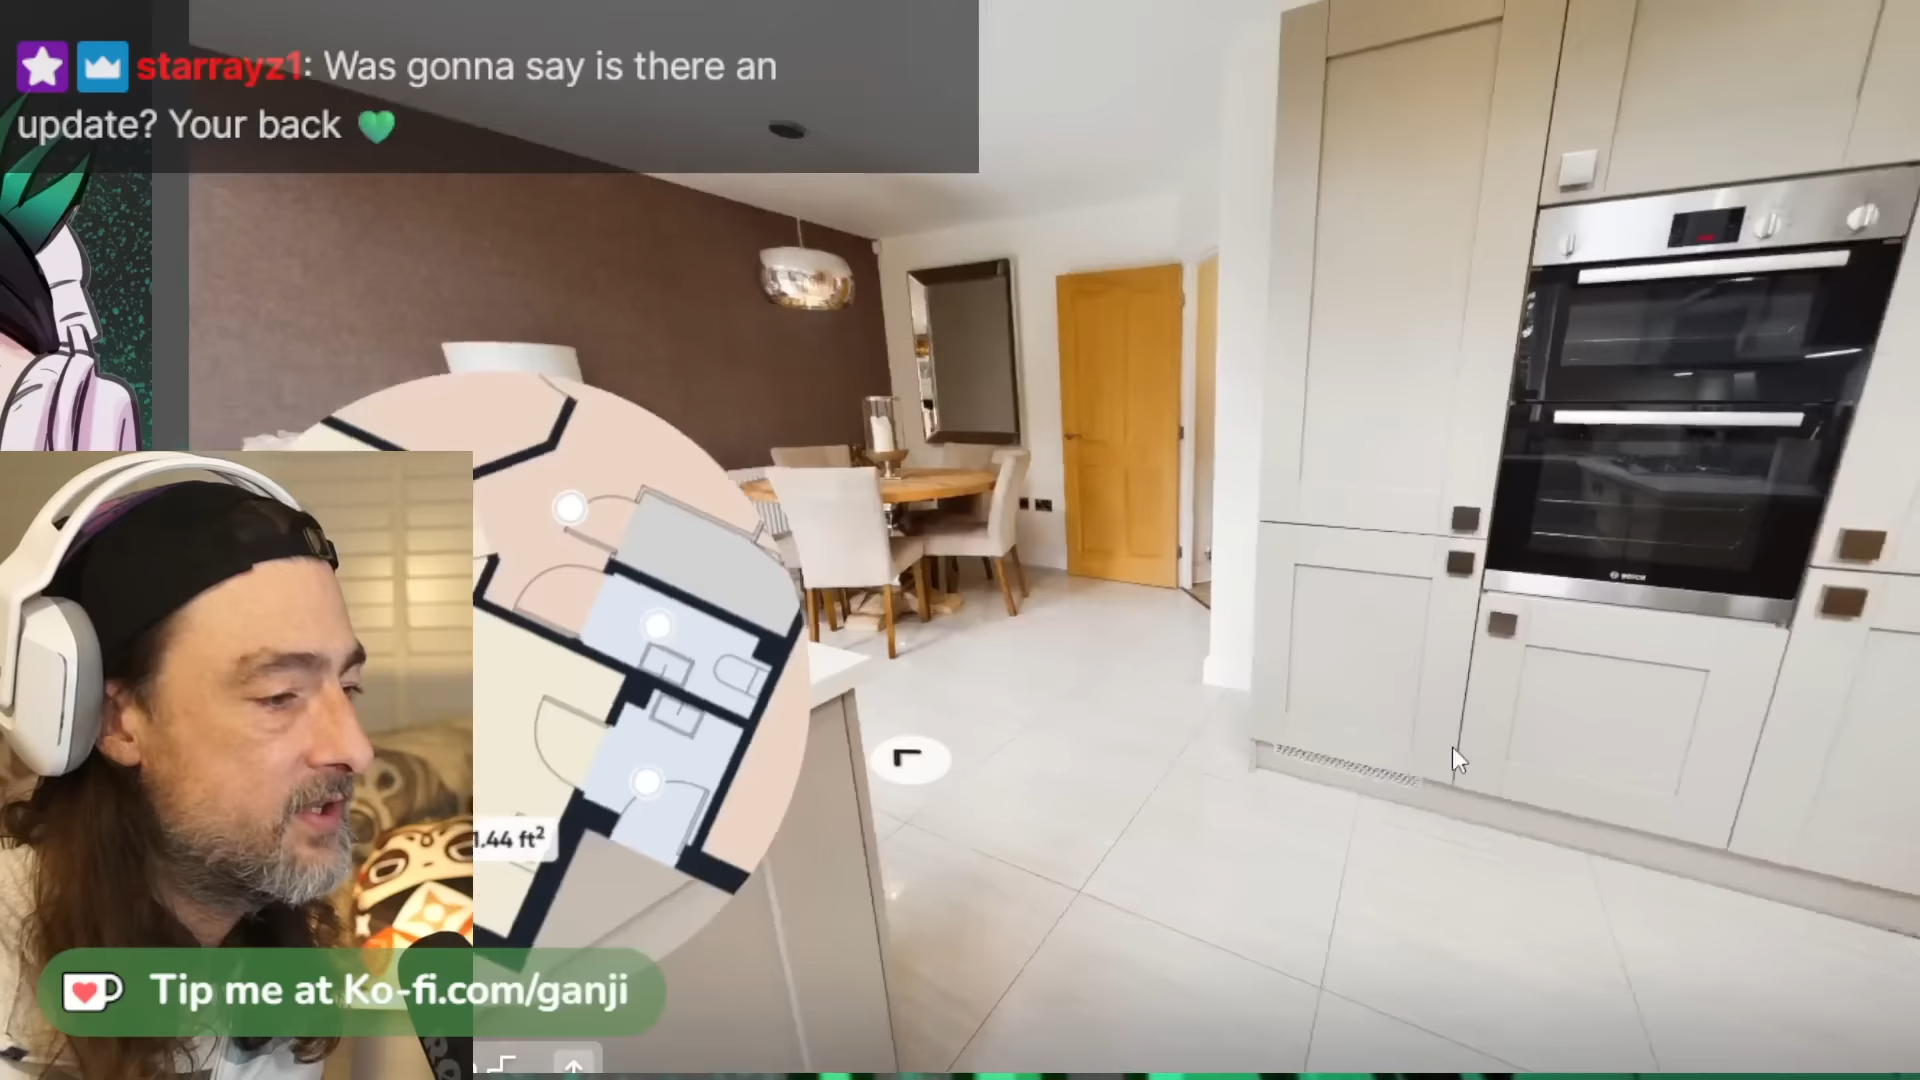 starrayz1: Was gonna say is there an
update? Your back 💚
BOSCH
1.44 ft²
Tip me at Ko-fi.com/ganji